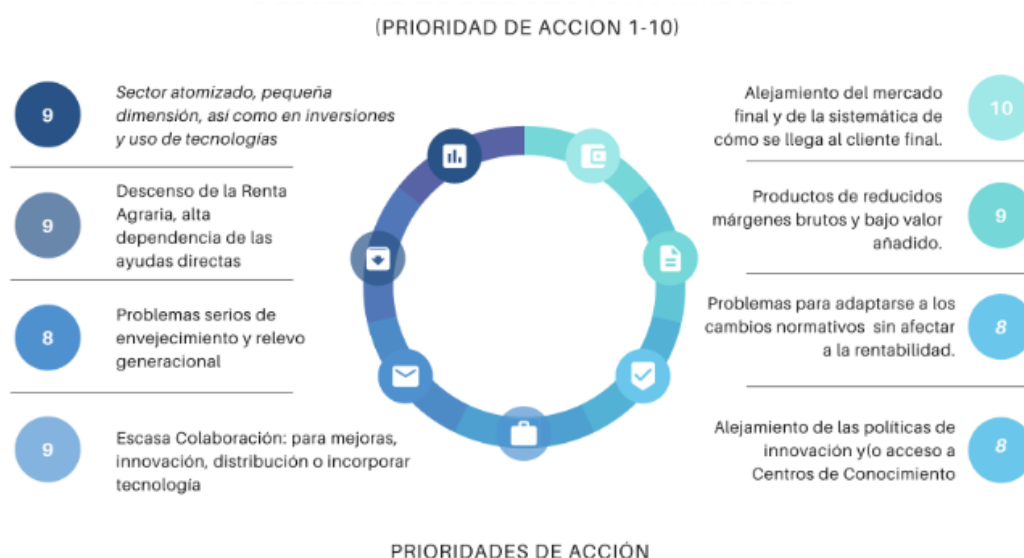 (PRIORIDAD DE ACCION 1-10)
9
Sector atomizado, pequeña
dimensión, así como en inversiones
y uso de tecnologías
9
Descenso de la Renta
Agraria, alta
dependencia de las
ayudas directas
8
Problemas serios de
envejecimiento y relevo
generacional
9
Escasa Colaboración: para mejoras,
innovación, distribución o incorporar
tecnología
Alejamiento del mercado
final y de la sistemática de
cómo se llega al cliente final.
10
Productos de reducidos
márgenes brutos y bajo valor
añadido.
9
Problemas para adaptarse a los
cambios normativos sin afectar
a la rentabilidad.
8
Alejamiento de las políticas de
innovación y(o acceso a
Centros de Conocimiento
8
PRIORIDADES DE ACCIÓN